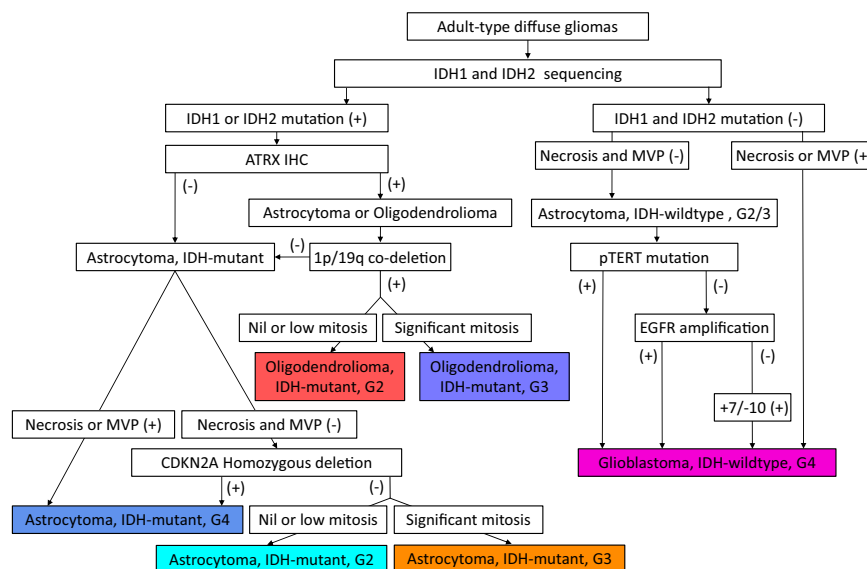 Adult-type diffuse gliomas
IDH1 and IDH2 sequencing
IDH1 or IDH2 mutation (+)
IDH1 and IDH2 mutation (-)
ATRX IHC
Necrosis and MVP (-)
Necrosis or MVP (+
(-)
(+)
Astrocytoma or Oligodendrolioma
Astrocytoma, IDH-wildtype , G2/3
(-)
Astrocytoma, IDH-mutant
1p/19q co-deletion
pTERT mutation
(+)
(+)
(-)
Nil or low mitosis
Significant mitosis
EGFR amplification
(+)
(-)
Oligodendrolioma,
IDH-mutant, G2
Oligodendrolioma,
IDH-mutant, G3
+7/-10 (+)
Necrosis or MVP (+)
Necrosis and MVP (-)
CDKN2A Homozygous deletion
Glioblastoma, IDH-wildtype, G4
(+)
(-)
Astrocytoma, IDH-mutant, G4
Nil or low mitosis
Significant mitosis
Astrocytoma, IDH-mutant, G2
Astrocytoma, IDH-mutant, G3